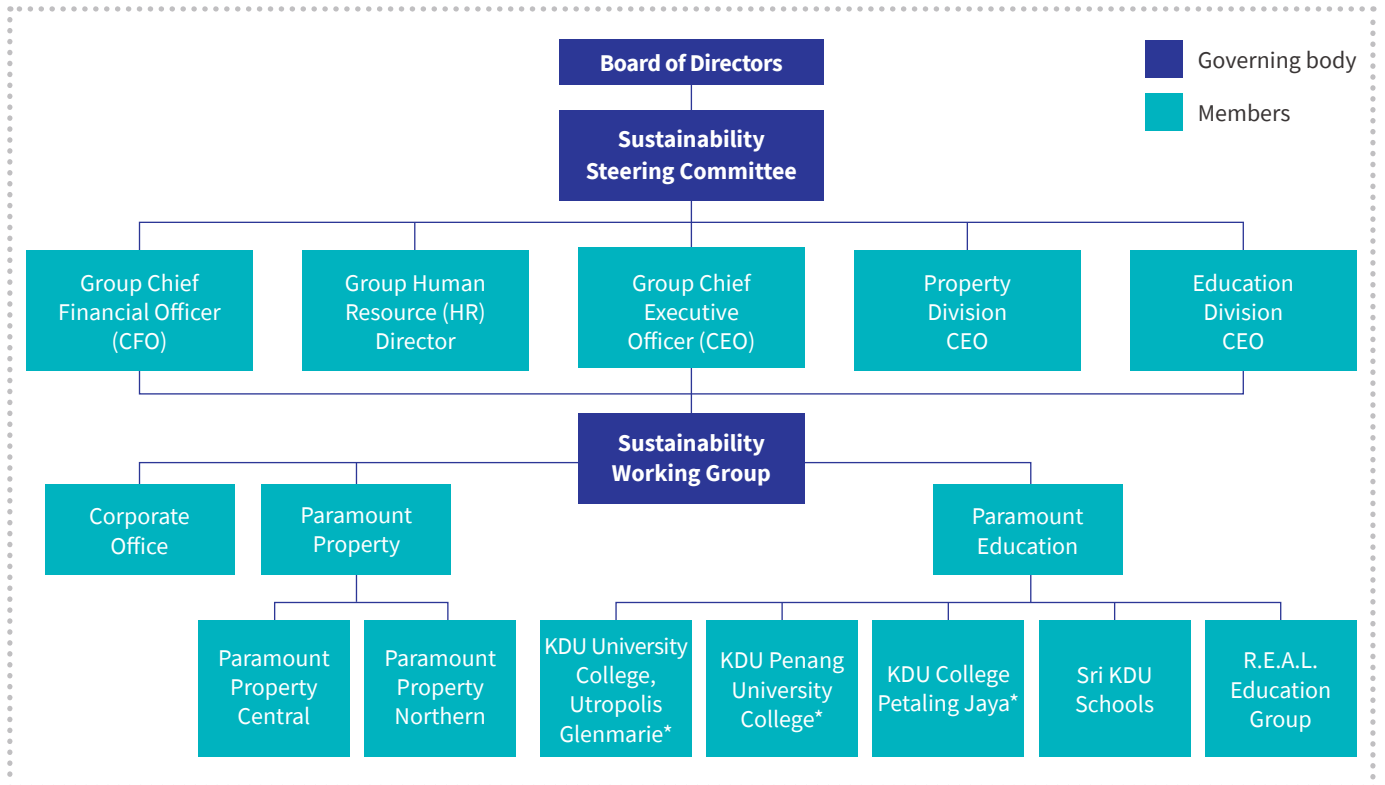 Board of Directors
Governing body
Members
Sustainability
Steering Committee
Group Chief
Financial Officer
(CFO)
Group Human
Resource (HR)
Director
Group Chief
Executive
Officer (CEO)
Property
Division
CEO
Education
Division
CEO
Sustainability
Working Group
Corporate
Office
Paramount
Property
Paramount
Education
Paramount
Property
Central
Paramount
Property
Northern
KDU University
College,
Utropolis
Glenmarie*
KDU Penang
University
College*
KDU College
Petaling Jaya*
Sri KDU
Schools
R.E.A.L.
Education
Group